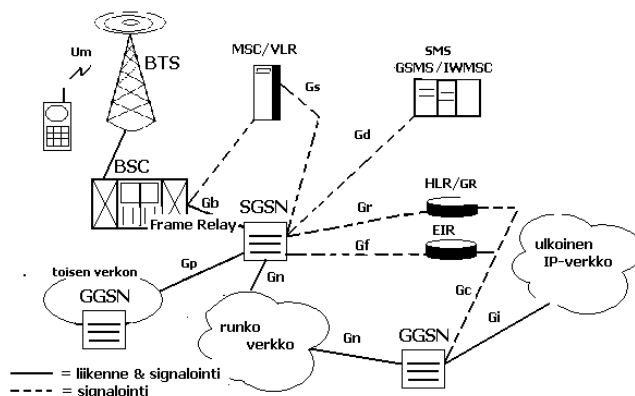 Um
BTS
MSC/VLR
SMS
GSMS/IWMSC
Gs
Gd
BSC
Gb
SGSN
Frame Relay
Gr
HLR/GR
Gf
EIR
ulkoinen
IP-verkko
toisen verkon
GGSN
Gp
Gn
Gc
Gi
runko
verkko
Gn
GGSN
= liikenne & signalointi
= signalointi